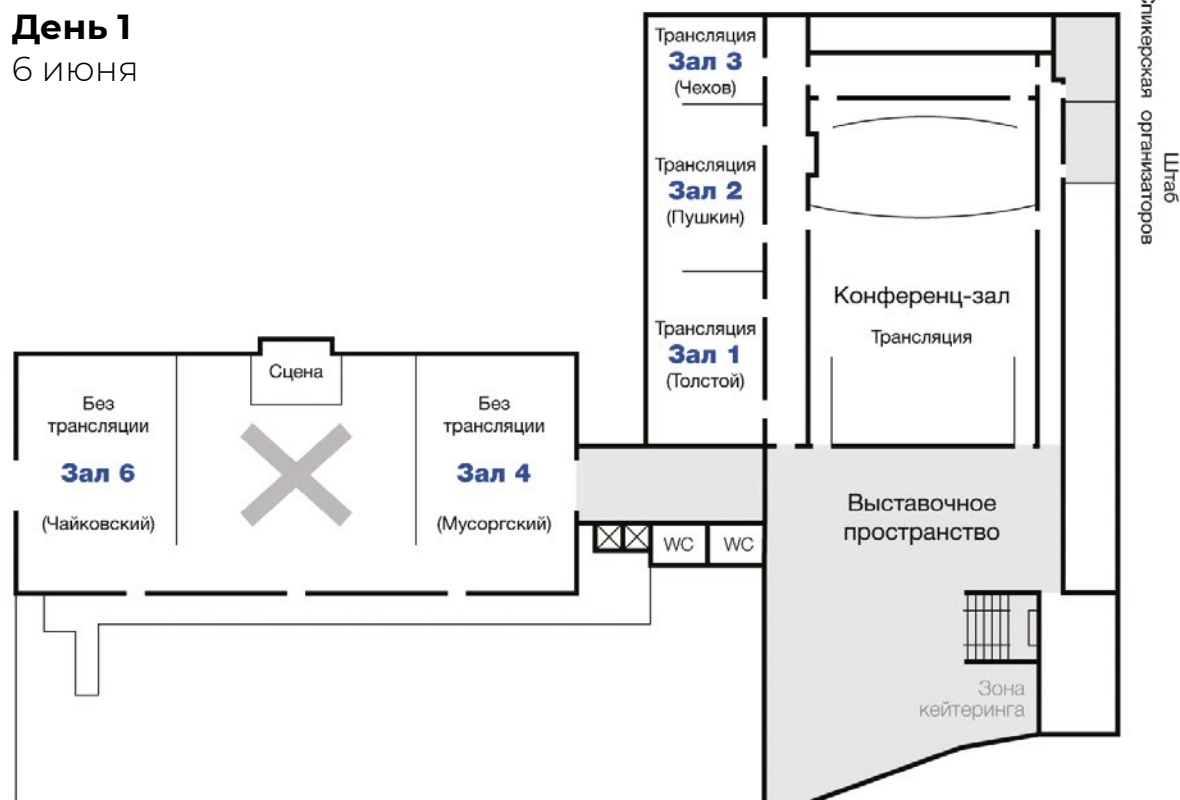 День 1
6 июня
Трансляция
Зал 3
(Чехов)
Трансляция
Зал 2
(Пушкин)
Трансляция
Зал 1
(Толстой)
Конференц-зал
Трансляция
Спикерская
Штаб
организаторов
Сцена
Без
трансляции
Зал 6
(Чайковский)
Без
трансляции
Зал 4
(Мусоргский)
WC
WC
Выставочное
пространство
Зона
кейтеринга